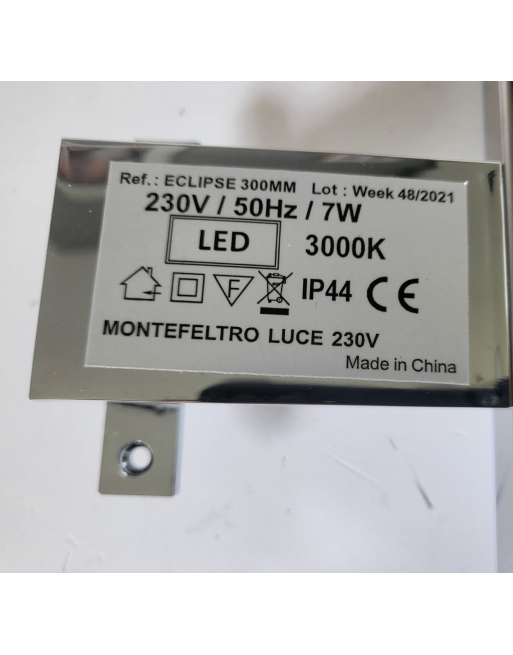 Ref.: ECLIPSE 300MM Lot : Week 48/2021
230V / 50Hz / 7W
LED 3000K
F IP44 CE
MONTEFELTRO LUCE 230V
Made in China